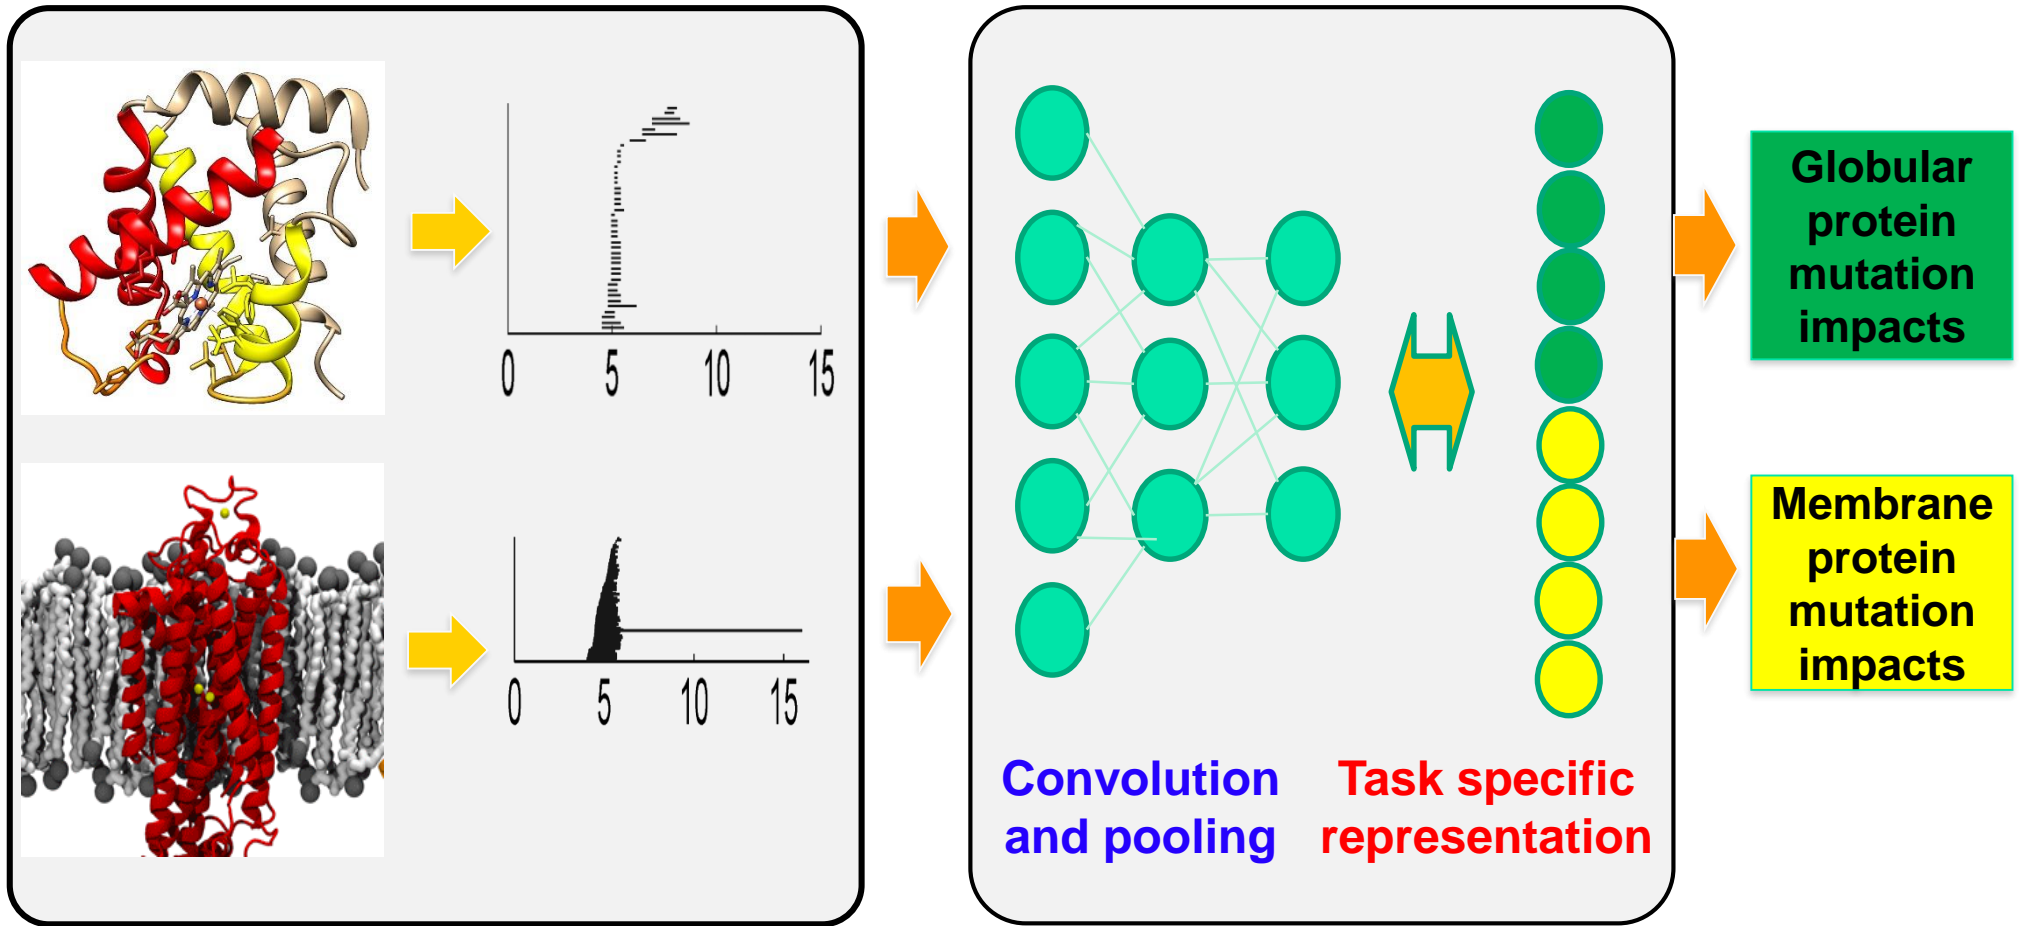 0 5 10 15
0 5 10 15
Convolution
and pooling
Task specific
representation
Globular
protein
mutation
impacts
Membrane
protein
mutation
impacts